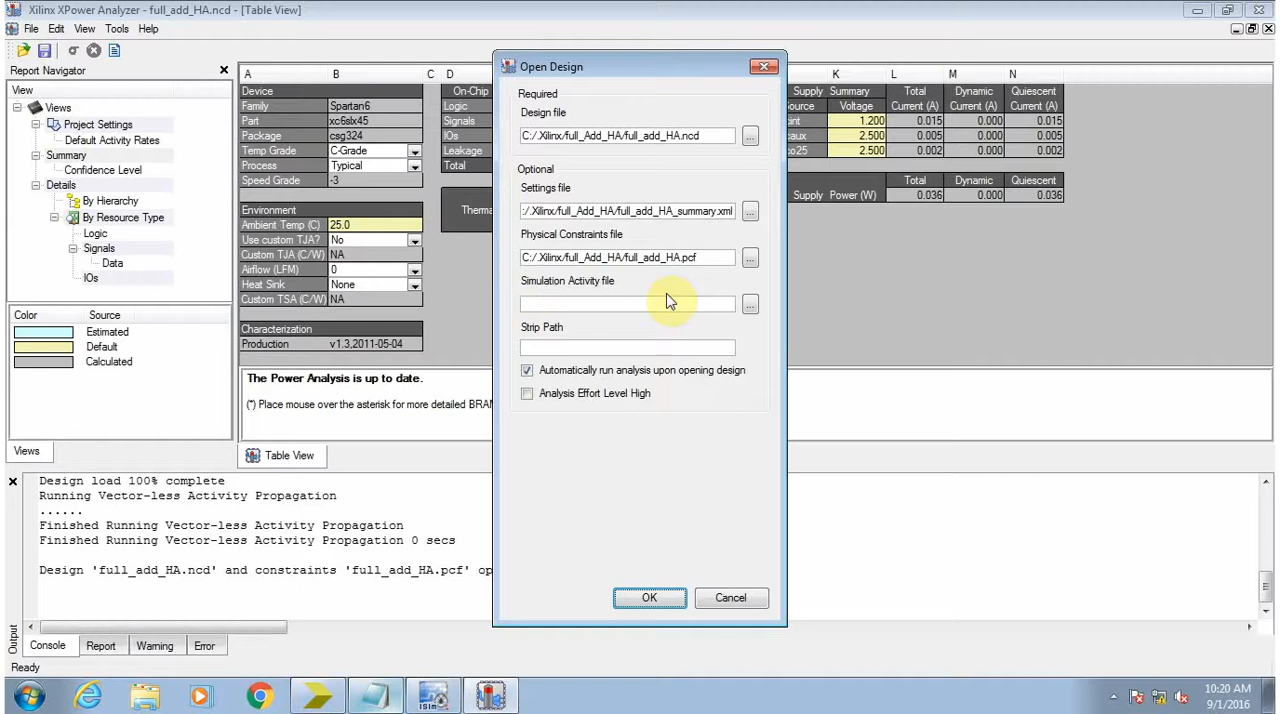 Xilinx XPower Analyzer - full_add_HA.ncd - [Table View]
File Edit View Tools Help
Report Navigator
View
Views
Project Settings
Default Activity Rates
Summary
Confidence Level
Details
By Hierarchy
By Resource Type
Logic
Signals
Data
IOs
Color Source
Estimated
Default
Calculated
Views
A B C D
Device
Family Spartan6
Part xc6slx45
Package csg324
Temp Grade C-Grade
Process Typical
Speed Grade -3
Environment
Ambient Temp (C) 25.0
Use custom TJA? No
Custom TJA (C/W) NA
Airflow (LFM) 0
Heat Sink None
Custom TSA (C/W) NA
Characterization
Production v1.3,2011-05-04
On-Chip
Logic
Signals
IOs
Leakage
Total
Therma
K L M N
Supply Summary Total Dynamic Quiescent
Source Voltage Current (A) Current (A) Current (A)
cint 1.200 0.015 0.000 0.015
caux 2.500 0.005 0.000 0.005
co25 2.500 0.002 0.000 0.002
Total Dynamic Quiescent
Supply Power (W) 0.036 0.000 0.036
The Power Analysis is up to date.
(*) Place mouse over the asterisk for more detailed BRA
Table View
Open Design
Required
Design file
C:/.Xilinx/full_Add_HA/full_add_HA.ncd
...
Optional
Settings file
:/.Xilinx/full_Add_HA/full_add_HA_summary.xml
...
Physical Constraints file
C:/.Xilinx/full_Add_HA/full_add_HA.pcf
...
Simulation Activity file
...
Strip Path
Automatically run analysis upon opening design
Analysis Effort Level High
OK Cancel
Design load 100% complete
Running Vector-less Activity Propagation
......
Finished Running Vector-less Activity Propagation
Finished Running Vector-less Activity Propagation 0 secs
Design 'full_add_HA.ncd' and constraints 'full_add_HA.pcf' op
Output
Console Report Warning Error
Ready
ISim
10:20 AM
9/1/2016